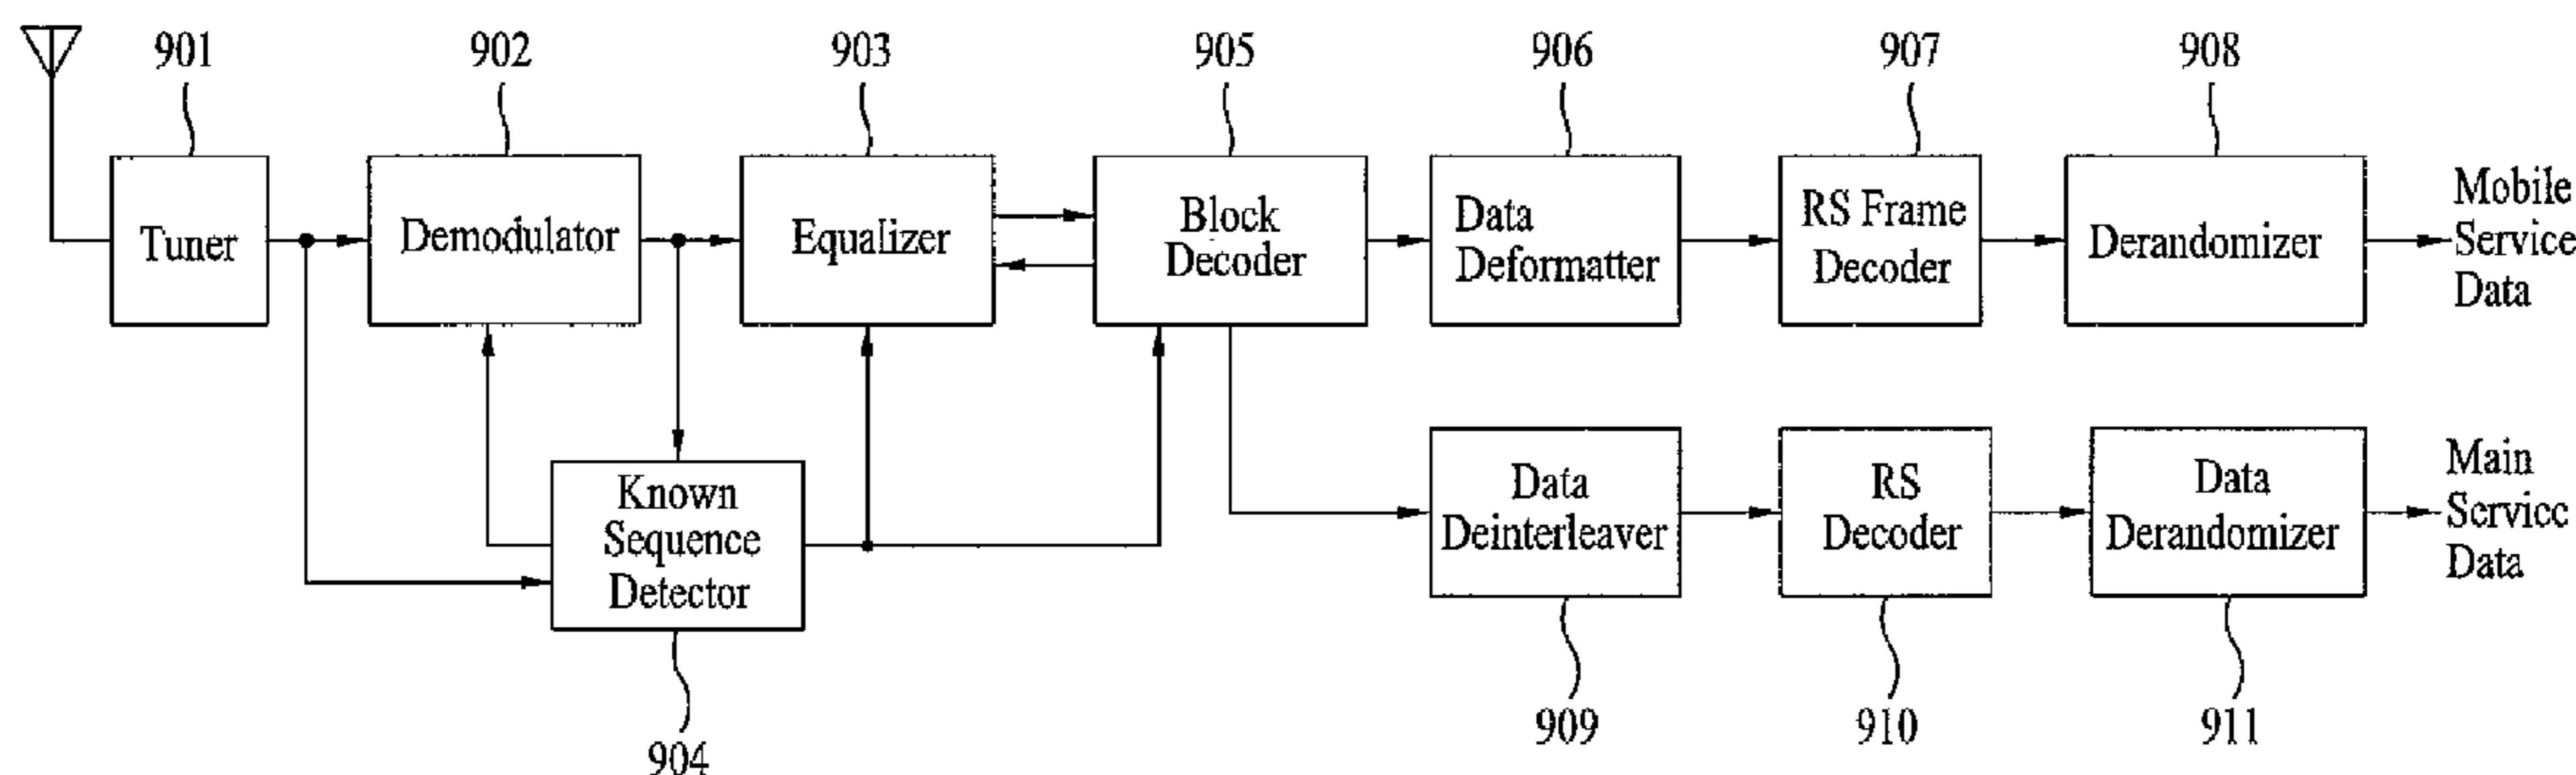 901
902
903
905
906
907
908
Tuner
Demodulator
Equalizer
Block
Decoder
Data
Deformatter
RS Frame
Decoder
Derandomizer
Mobile
Service
Data
Known
Sequence
Detector
Data
Deinterleaver
RS
Decoder
Data
Derandomizer
Main
Service
Data
904
909
910
911